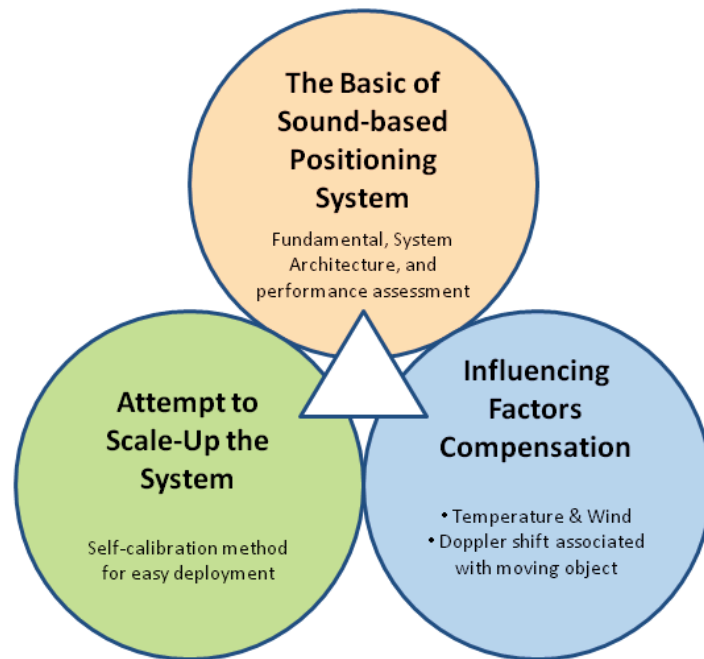 The Basic of
Sound-based
Positioning
System
Fundamental, System
Architecture, and
performance assessment
Attempt to
Scale-Up the
System
Self-calibration method
for easy deployment
Influencing
Factors
Compensation
• Temperature & Wind
• Doppler shift associated
with moving object